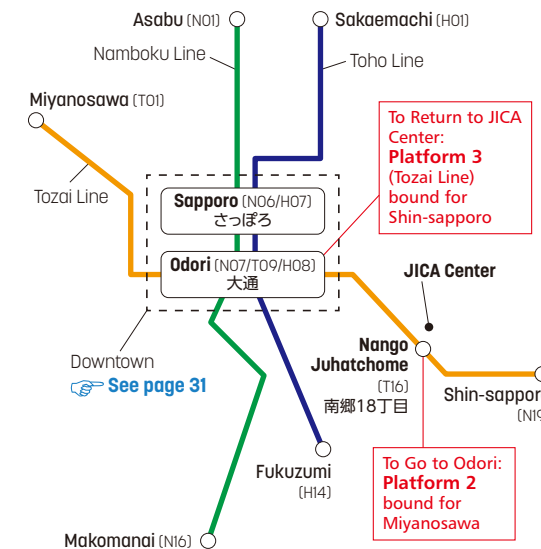 Asabu (N01)
Sakaemachi (H01)
Namboku Line
Toho Line
Miyanosawa (T01)
To Return to JICA
Center:
Platform 3
(Tozai Line)
bound for
Shin-sapporo
Tozai Line
Sapporo (N06/H07)
さっぽろ
Odori (N07/T09/H08)
大通
JICA Center
Downtown
See page 31
Nango
Juhatchome
(T16)
南郷18丁目
Shin-sappor
(N19
To Go to Odori:
Platform 2
bound for
Miyanosawa
Fukuzumi
(H14)
Makomanai (N16)